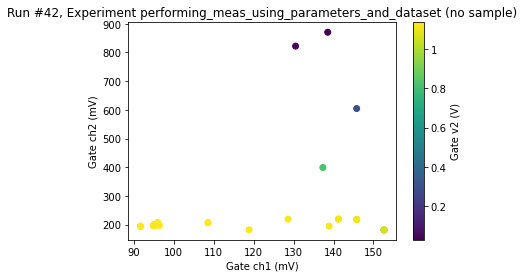 Run #42, Experiment performing_meas_using_parameters_and_dataset (no sample)
900
800
700
600
500
400
300
200
Gate ch2 (mV)
90 100 110 120 130 140 150
Gate ch1 (mV)
1
0.8
0.6
0.4
0.2
Gate v2 (V)